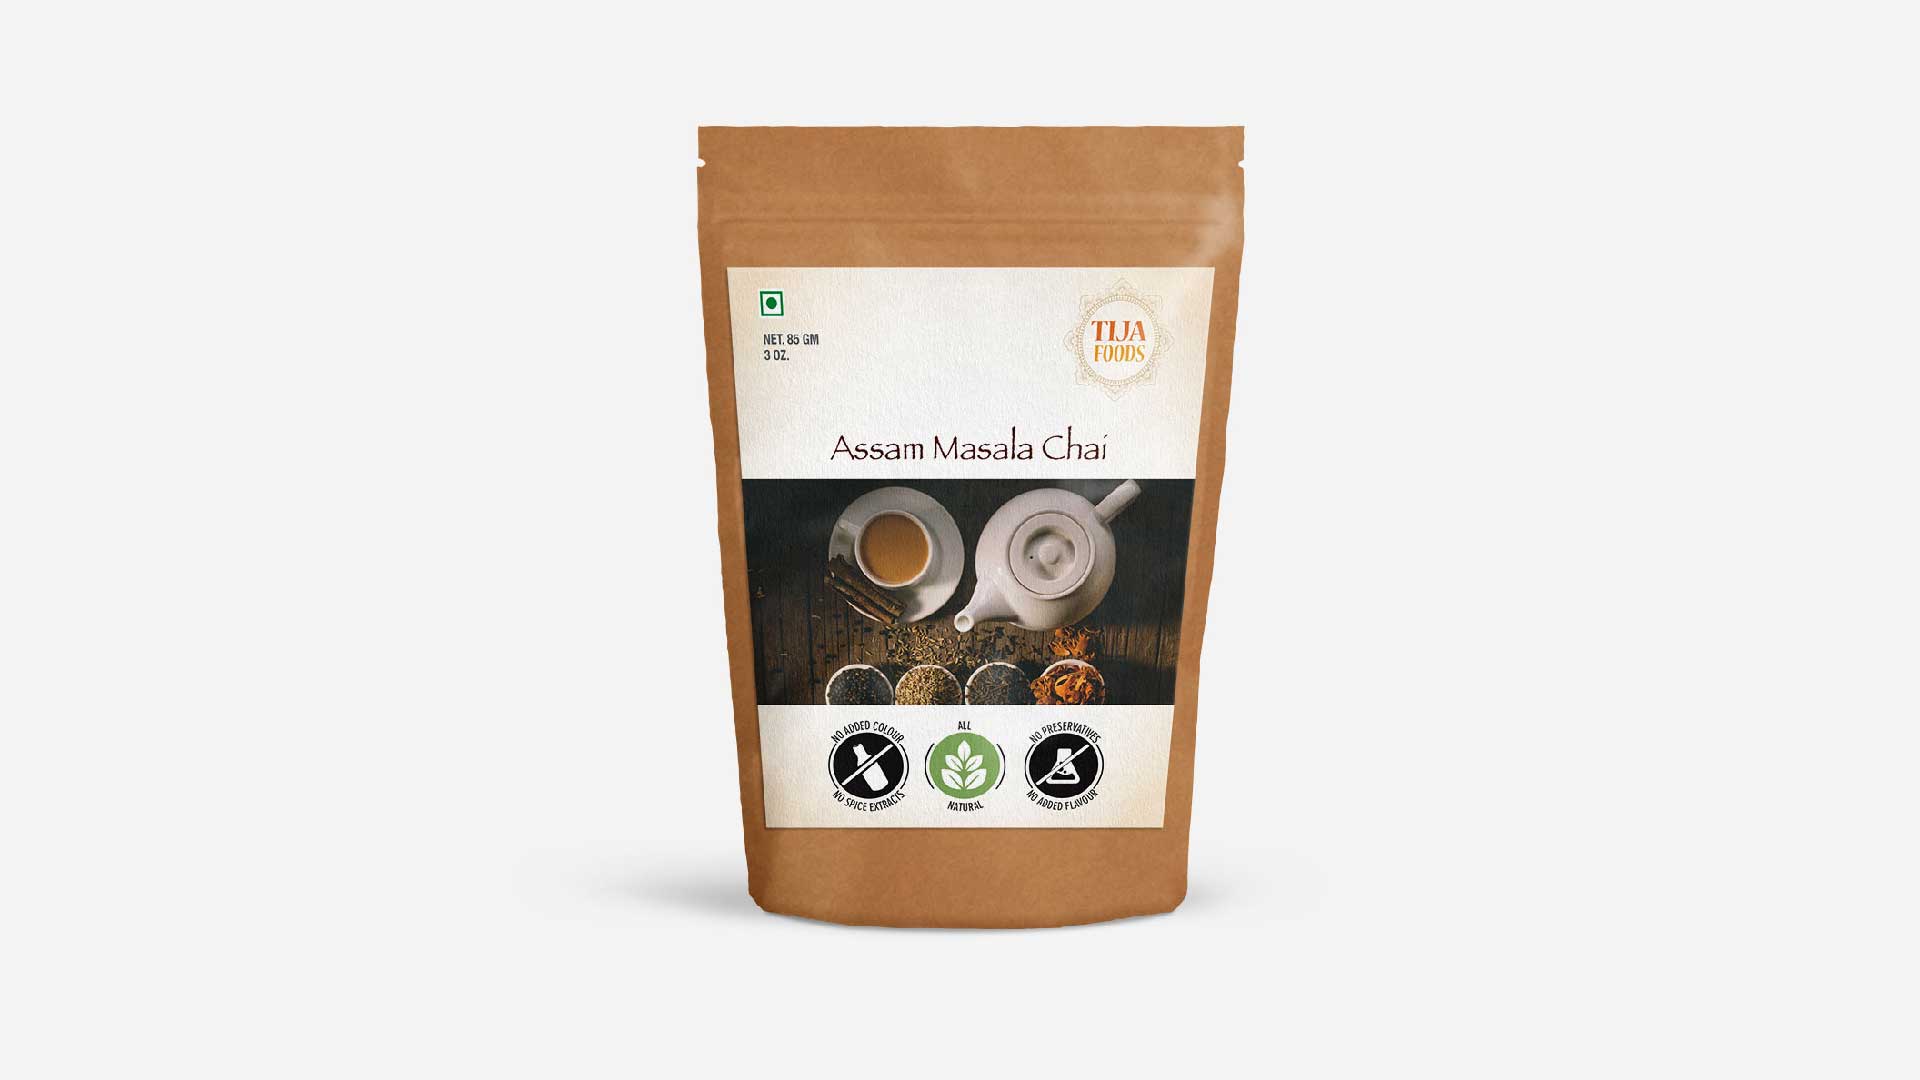 NET. 85 GM
3 OZ.
TIJA
FOODS
Assam Masala Chai
NO ADDED COLOUR
NO SPICE EXTRACTS
ALL
NATURAL
NO PRESERVATIVES
NO ADDED FLAVOUR